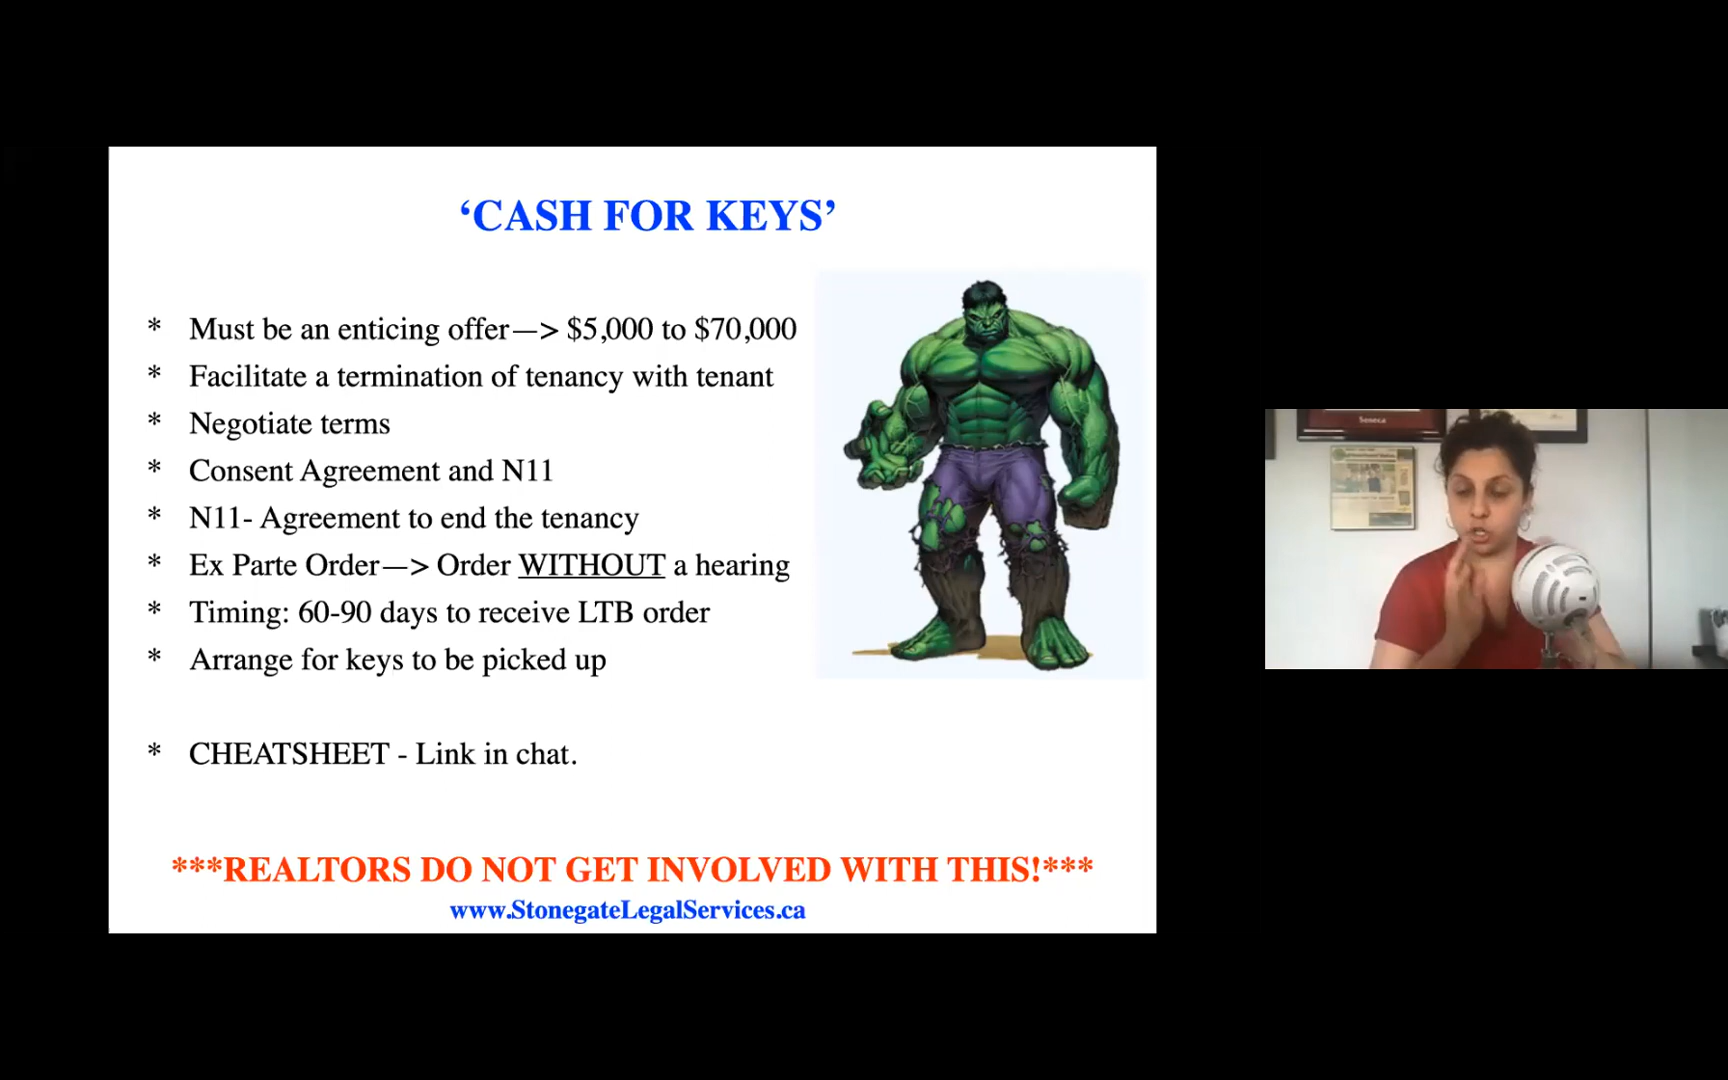 ‘CASH FOR KEYS’
* Must be an enticing offer—> $5,000 to $70,000
* Facilitate a termination of tenancy with tenant
* Negotiate terms
* Consent Agreement and N11
* N11- Agreement to end the tenancy
* Ex Parte Order—> Order WITHOUT a hearing
* Timing: 60-90 days to receive LTB order
* Arrange for keys to be picked up
* CHEATSHEET - Link in chat.
***REALTORS DO NOT GET INVOLVED WITH THIS!***
www.StonegateLegalServices.ca
Seneca